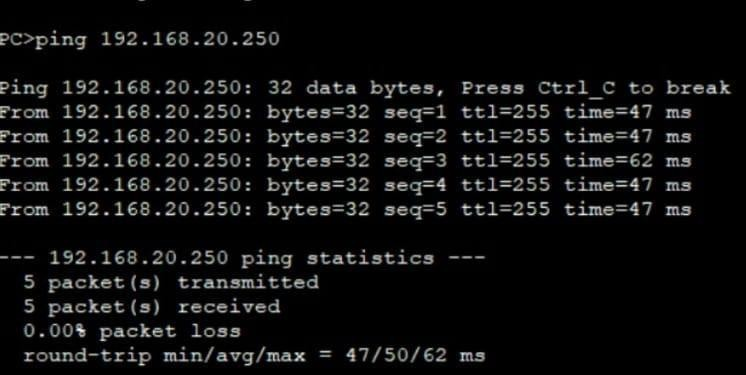 PC>ping 192.168.20.250
Ping 192.168.20.250: 32 data bytes, Press Ctrl_C to break
From 192.168.20.250: bytes=32 seq=1 ttl=255 time=47 ms
From 192.168.20.250: bytes=32 seq=2 ttl=255 time=47 ms
From 192.168.20.250: bytes=32 seq=3 ttl=255 time=62 ms
From 192.168.20.250: bytes=32 seq=4 ttl=255 time=47 ms
From 192.168.20.250: bytes=32 seq=5 ttl=255 time=47 ms
--- 192.168.20.250 ping statistics ---
5 packet(s) transmitted
5 packet(s) received
0.00% packet loss
round-trip min/avg/max = 47/50/62 ms